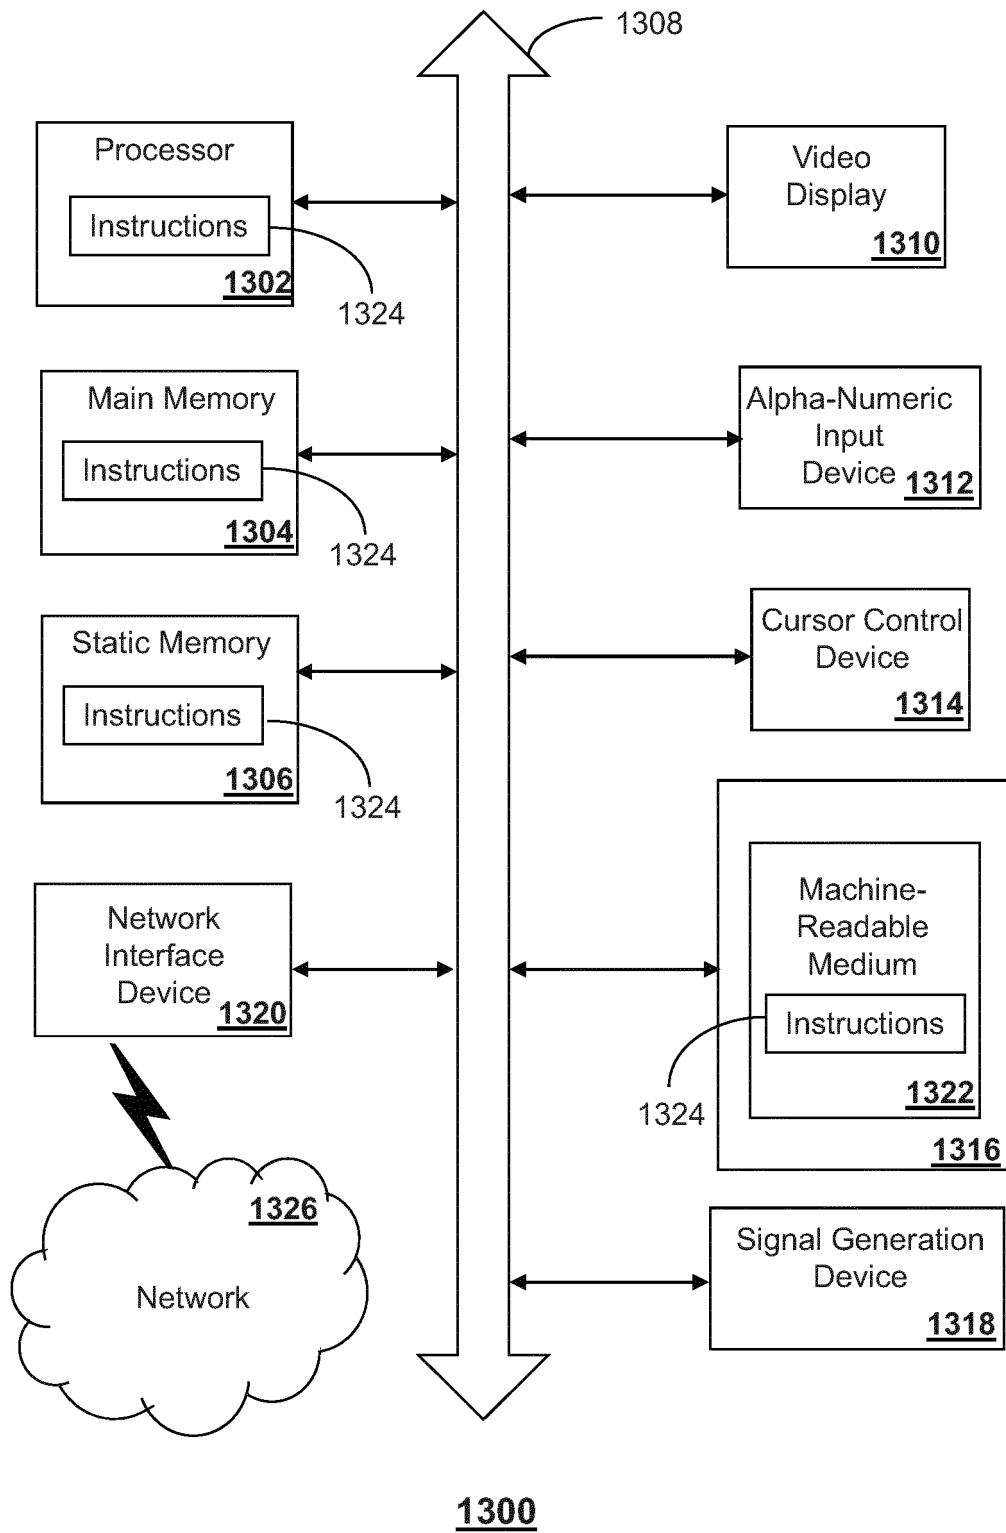 1308
Processor
Instructions
1302
1324
Main Memory
Instructions
1304
1324
Static Memory
Instructions
1306
1324
Network
Interface
Device
1320
1326
Network
Video
Display
1310
Alpha-Numeric
Input
Device
1312
Cursor Control
Device
1314
Machine-
Readable
Medium
Instructions
1322
1324
1316
Signal Generation
Device
1318
1300